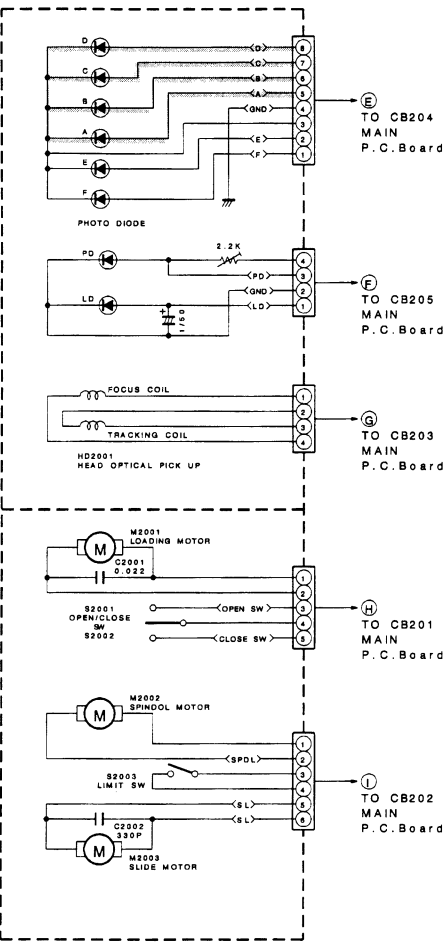 D
<D>
8
C
<C>
7
B
<B>
6
A
<A>
5
<GND>
4
3
E
<E>
2
F
<F>
1
PHOTO DIODE
E
TO CB204
MAIN
P.C.Board
PD
2.2K
4
<PD>
3
<GND>
2
LD
<LD>
1
+
1/50
F
TO CB205
MAIN
P.C.Board
FOCUS COIL
1
2
3
TRACKING COIL
4
HD2001
HEAD OPTICAL PICK UP
G
TO CB203
MAIN
P.C.Board
M2001
LOADING MOTOR
M
C2001
0.022
1
2
S2001
OPEN/CLOSE
SW
S2002
<OPEN SW>
3
4
<CLOSE SW>
5
H
TO CB201
MAIN
P.C.Board
M2002
SPINDOL MOTOR
M
1
<SPDL>
2
S2003
LIMIT SW
3
4
<SL>
5
<SL>
6
C2002
330P
M
M2003
SLIDE MOTOR
I
TO CB202
MAIN
P.C.Board